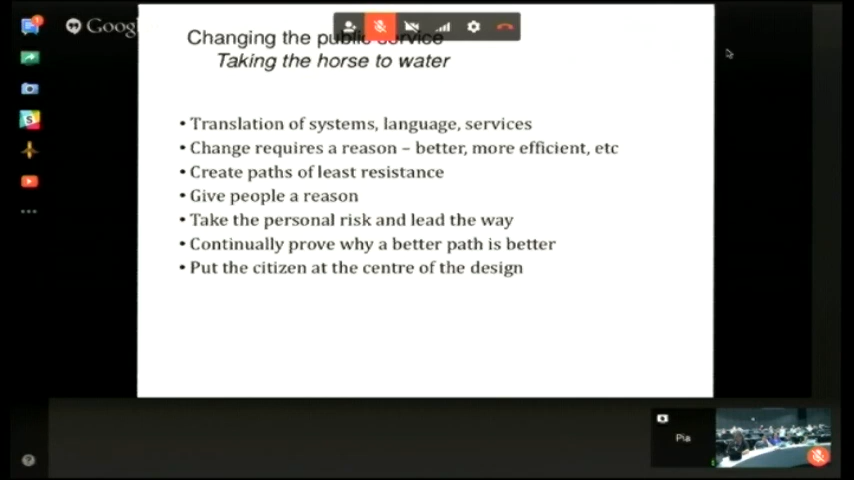 Google
Changing the public service
Taking the horse to water
• Translation of systems, language, services
• Change requires a reason – better, more efficient, etc
• Create paths of least resistance
• Give people a reason
• Take the personal risk and lead the way
• Continually prove why a better path is better
• Put the citizen at the centre of the design
Pia